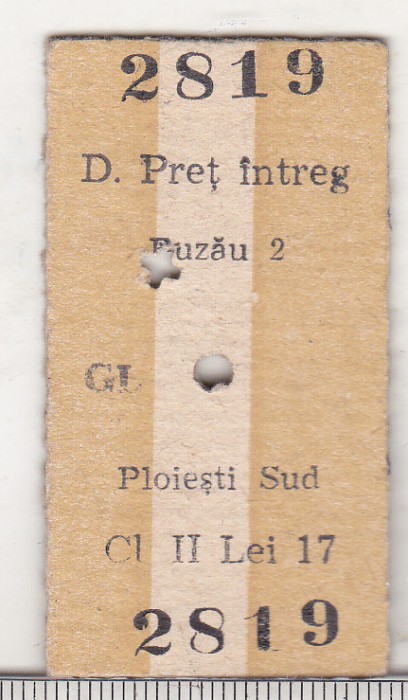 2819
D. Preț întreg
Buzău 2
GL
Ploiești Sud
Cl II Lei 17
2819